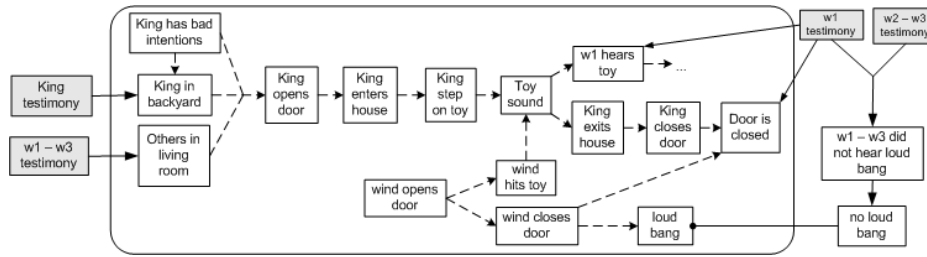 King has bad
intentions
King
testimony
King in
backyard
w1 – w3
testimony
Others in
living
room
King
opens
door
King
enters
house
King
step
on toy
Toy
sound
w1 hears
toy
...
King
exits
house
King
closes
door
Door is
closed
wind opens
door
wind
hits toy
wind closes
door
loud
bang
w1
testimony
w2 – w3
testimony
w1 – w3 did
not hear loud
bang
no loud
bang